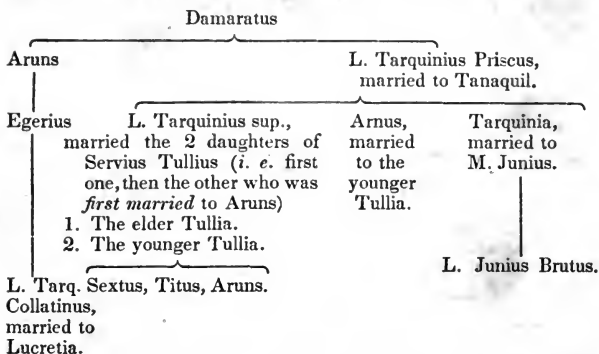 Damaratus
Aruns
L. Tarquinius Priscus,
married to Tanaquil.
Egerius
L. Tarquinius sup.,
married the 2 daughters of
Servius Tullius (i. e. first
one, then the other who was
first married to Aruns)
1. The elder Tullia.
2. The younger Tullia.
Arnus,
married
to the
younger
Tullia.
Tarquinia,
married to
M. Junius.
L. Junius Brutus.
L. Tarq. Sextus, Titus, Aruns.
Collatinus,
married to
Lucretia.